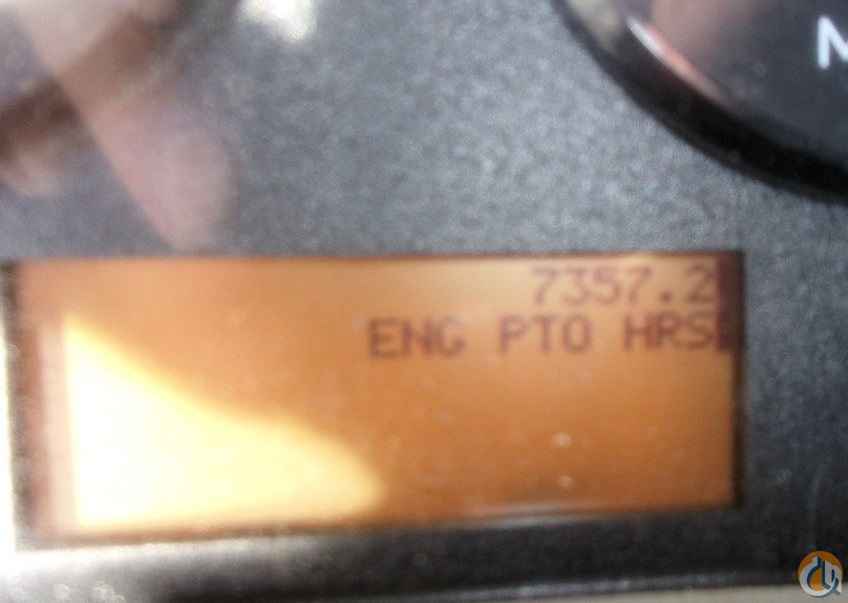 M
7357.2
ENG PTO HRS